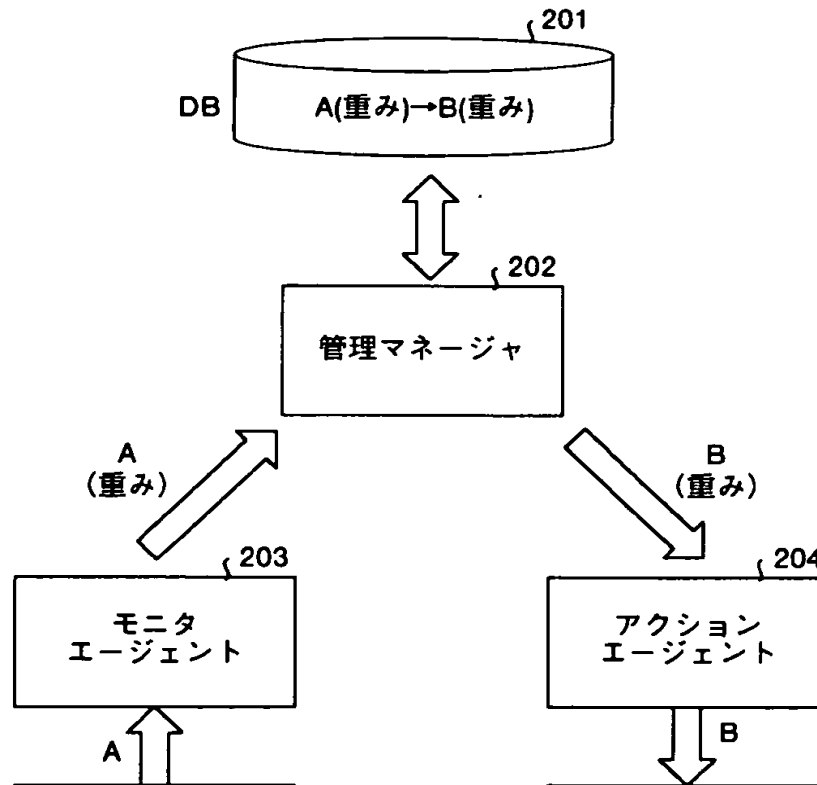 201
DB
A(重み)→B(重み)
202
管理マネージャ
A
(重み)
B
(重み)
203
モニタ
エージェント
204
アクション
エージェント
A
B